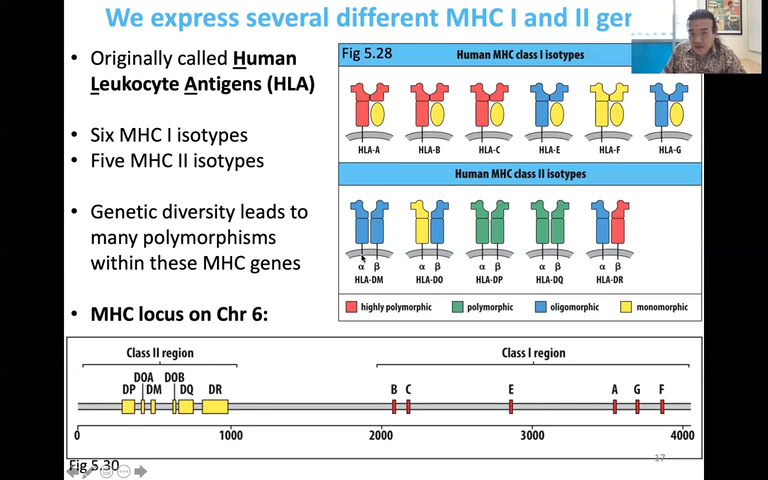 We express several different MHC I and II
• Originally called Human
Leukocyte Antigens (HLA)
• Six MHC I isotypes
• Five MHC II isotypes
• Genetic diversity leads to
many polymorphisms
within these MHC genes
• MHC locus on Chr 6:
Fig 5.28
Human MHC class I isotypes
HLA-A HLA-B HLA-C HLA-E HLA-F HLA-G
Human MHC class II isotypes
α β α β α β α β α β
HLA-DM HLA-DO HLA-DP HLA-DQ HLA-DR
highly polymorphic polymorphic oligomorphic monomorphic
Class II region Class I region
DOA DOB
DP DM DQ DR B C E A G F
0 1000 2000 3000 4000
Fig 5.30
17